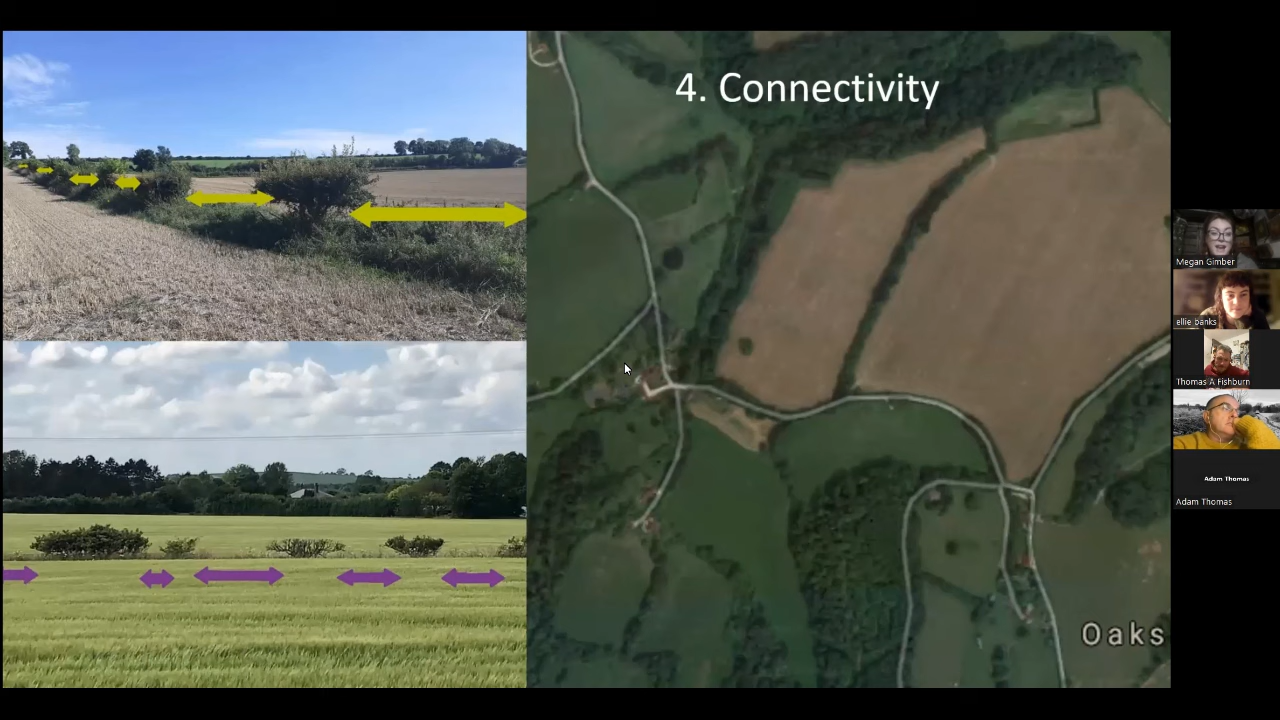 4. Connectivity
Oaks
Megan Gimber
ellie banks
Thomas A Fishburn
Adam Thomas
Adam Thomas